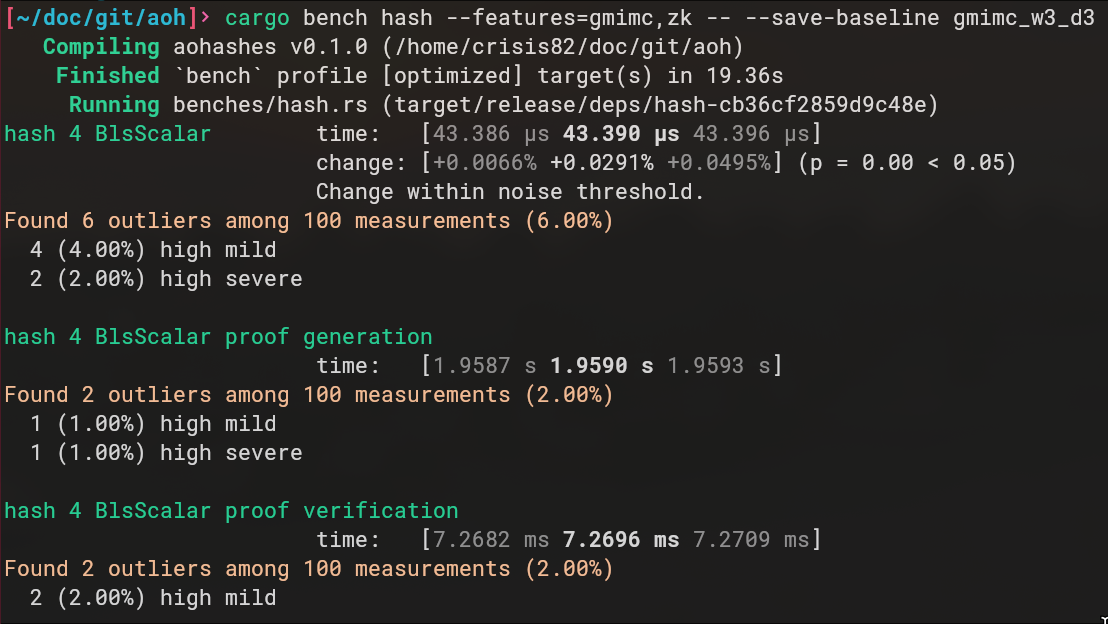 [~/doc/git/aoh]› cargo bench hash --features=gmimc,zk -- --save-baseline gmimc_w3_d3
Compiling aohashes v0.1.0 (/home/crisis82/doc/git/aoh)
Finished `bench` profile [optimized] target(s) in 19.36s
Running benches/hash.rs (target/release/deps/hash-cb36cf2859d9c48e)
hash 4 BlsScalar time: [43.386 µs 43.390 µs 43.396 µs]
change: [+0.0066% +0.0291% +0.0495%] (p = 0.00 < 0.05)
Change within noise threshold.
Found 6 outliers among 100 measurements (6.00%)
4 (4.00%) high mild
2 (2.00%) high severe
hash 4 BlsScalar proof generation
time: [1.9587 s 1.9590 s 1.9593 s]
Found 2 outliers among 100 measurements (2.00%)
1 (1.00%) high mild
1 (1.00%) high severe
hash 4 BlsScalar proof verification
time: [7.2682 ms 7.2696 ms 7.2709 ms]
Found 2 outliers among 100 measurements (2.00%)
2 (2.00%) high mild